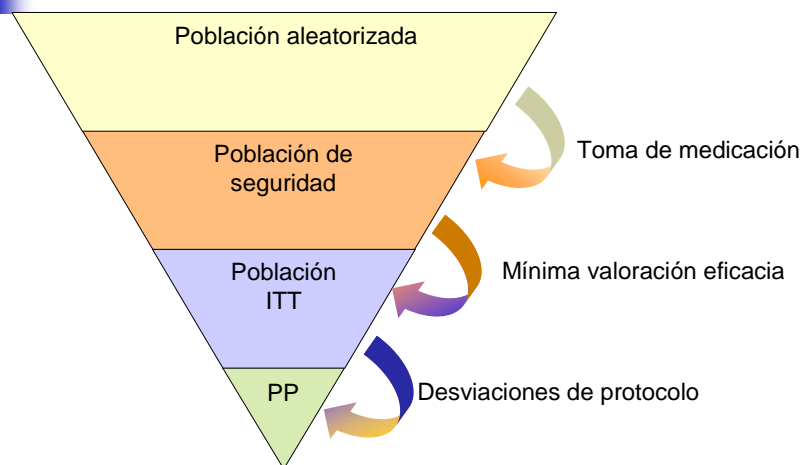 Población aleatorizada
Toma de medicación
Población de
seguridad
Mínima valoración eficacia
Población
ITT
Desviaciones de protocolo
PP